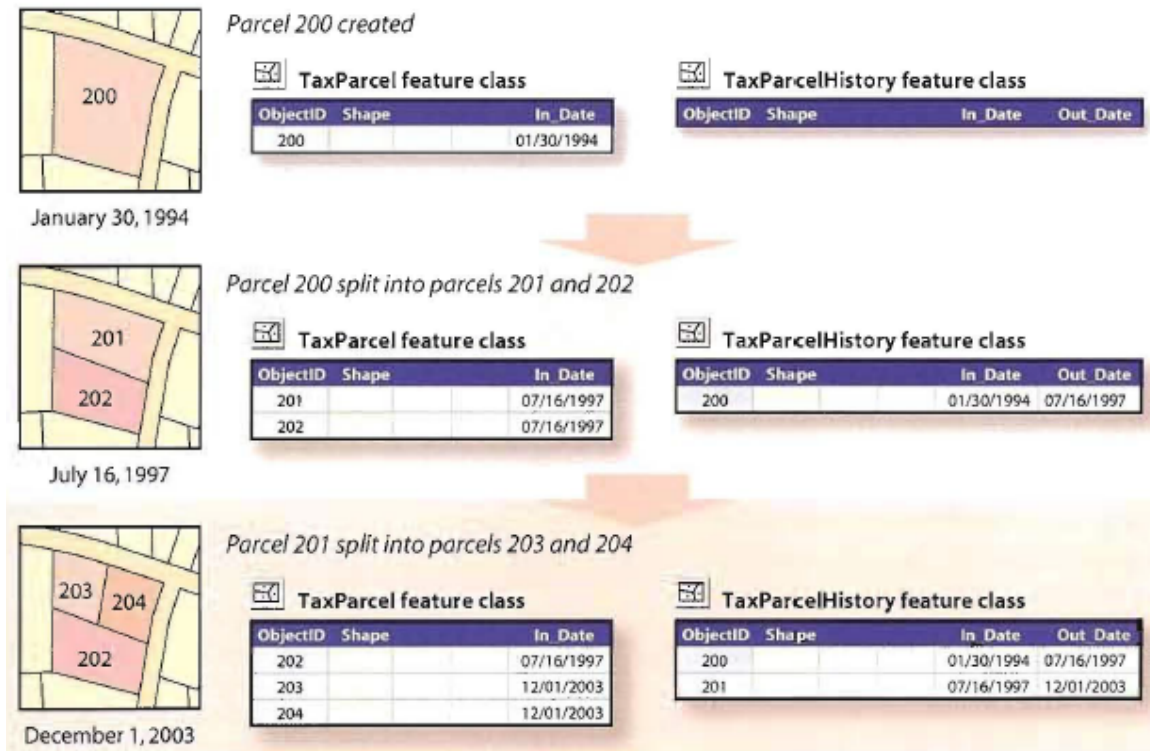 Parcel 200 created
TaxParcel feature class
TaxParcelHistory feature class
ObjectID Shape In_Date
ObjectID Shape In_Date Out_Date
200 01/30/1994
200
January 30, 1994
Parcel 200 split into parcels 201 and 202
TaxParcel feature class
TaxParcelHistory feature class
ObjectID Shape In_Date
ObjectID Shape In_Date Out_Date
201 07/16/1997
200 01/30/1994 07/16/1997
202 07/16/1997
201
202
July 16, 1997
Parcel 201 split into parcels 203 and 204
TaxParcel feature class
TaxParcelHistory feature class
ObjectID Shape In_Date
ObjectID Shape In_Date Out_Date
202 07/16/1997
200 01/30/1994 07/16/1997
203 12/01/2003
201 07/16/1997 12/01/2003
204 12/01/2003
203 204
202
December 1, 2003